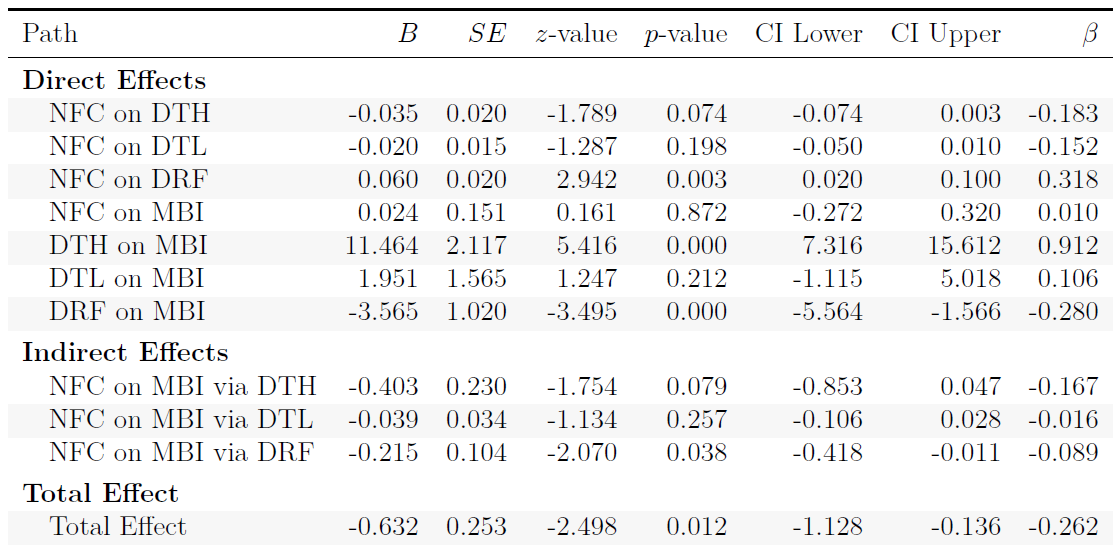 Path B SE z-value p-value CI Lower CI Upper β
Direct Effects
NFC on DTH -0.035 0.020 -1.789 0.074 -0.074 0.003 -0.183
NFC on DTL -0.020 0.015 -1.287 0.198 -0.050 0.010 -0.152
NFC on DRF 0.060 0.020 2.942 0.003 0.020 0.100 0.318
NFC on MBI 0.024 0.151 0.161 0.872 -0.272 0.320 0.010
DTH on MBI 11.464 2.117 5.416 0.000 7.316 15.612 0.912
DTL on MBI 1.951 1.565 1.247 0.212 -1.115 5.018 0.106
DRF on MBI -3.565 1.020 -3.495 0.000 -5.564 -1.566 -0.280
Indirect Effects
NFC on MBI via DTH -0.403 0.230 -1.754 0.079 -0.853 0.047 -0.167
NFC on MBI via DTL -0.039 0.034 -1.134 0.257 -0.106 0.028 -0.016
NFC on MBI via DRF -0.215 0.104 -2.070 0.038 -0.418 -0.011 -0.089
Total Effect
Total Effect -0.632 0.253 -2.498 0.012 -1.128 -0.136 -0.262